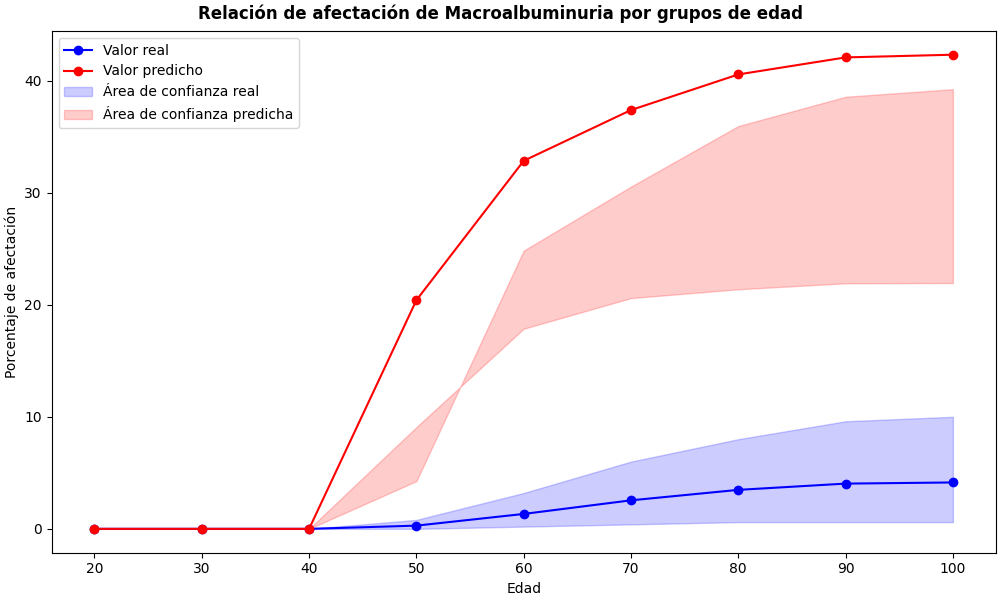 Relación de afectación de Macroalbuminuria por grupos de edad
Valor real
Valor predicho
Área de confianza real
Área de confianza predicha
Porcentaje de afectación
40
30
20
10
0
20 30 40 50 60 70 80 90 100
Edad